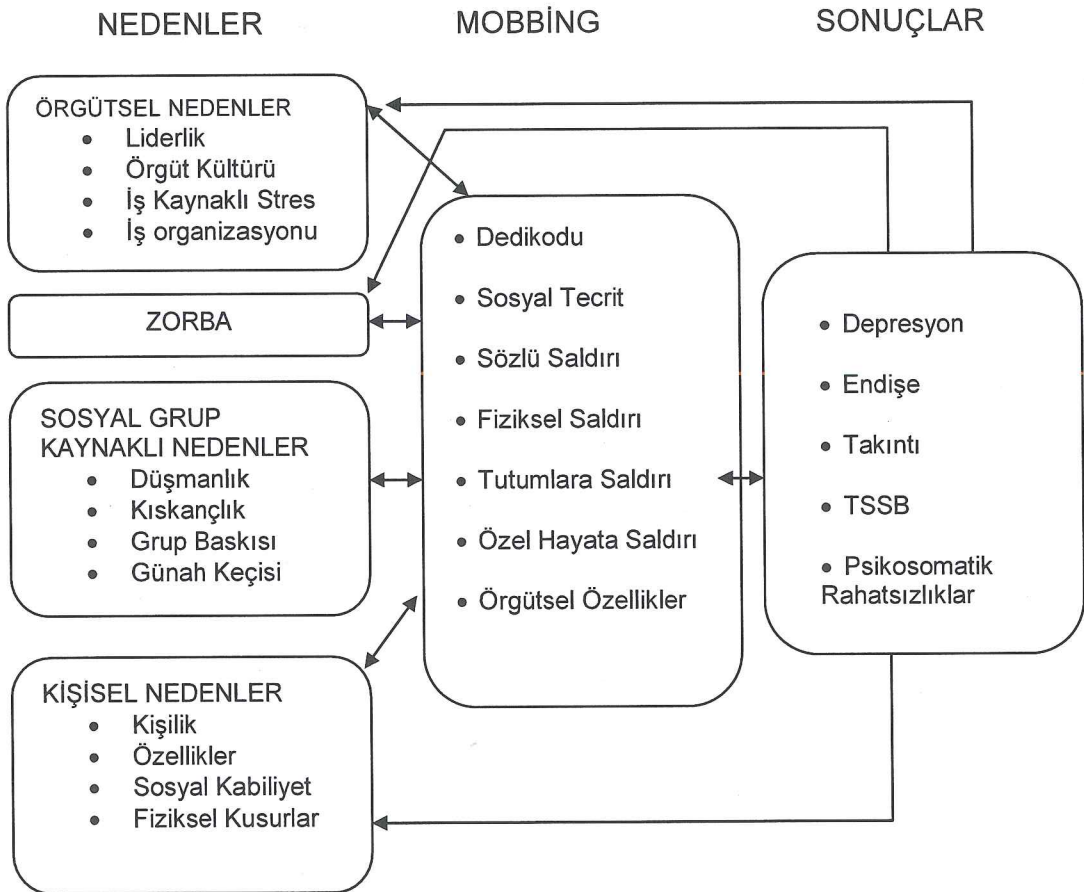 NEDENLER
MOBBİNG
SONUÇLAR
ÖRGÜTSEL NEDENLER
• Liderlik
• Örgüt Kültürü
• İş Kaynaklı Stres
• İş organizasyonu
ZORBA
SOSYAL GRUP
KAYNAKLI NEDENLER
• Düşmanlık
• Kıskançlık
• Grup Baskısı
• Günah Keçisi
KİŞİSEL NEDENLER
• Kişilik
• Özellikler
• Sosyal Kabiliyet
• Fiziksel Kusurlar
• Dedikodu
• Sosyal Tecrit
• Sözlü Saldırı
• Fiziksel Saldırı
• Tutumlara Saldırı
• Özel Hayata Saldırı
• Örgütsel Özellikler
• Depresyon
• Endişe
• Takıntı
• TSSB
• Psikosomatik
Rahatsızlıklar